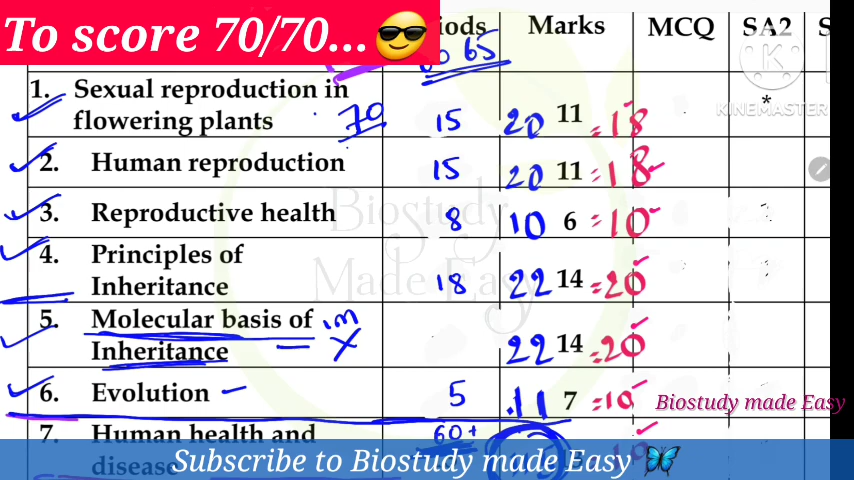 To score 70/70...😎
iods Marks MCQ SA2 S
65
KINEMASTER
1. Sexual reproduction in
flowering plants 70 15 20 11 =18 *
2. Human reproduction 15 20 11 =18
3. Reproductive health 8 10 6 =10
4. Principles of
Inheritance 18 22 14 =20
5. Molecular basis of im
Inheritance - X 22 14 =20
6. Evolution - 5 11 7 =10
Biostudy made Easy
7. Human health and 60+
disease
Biostudy
Made Easy
Subscribe to Biostudy made Easy 🦋